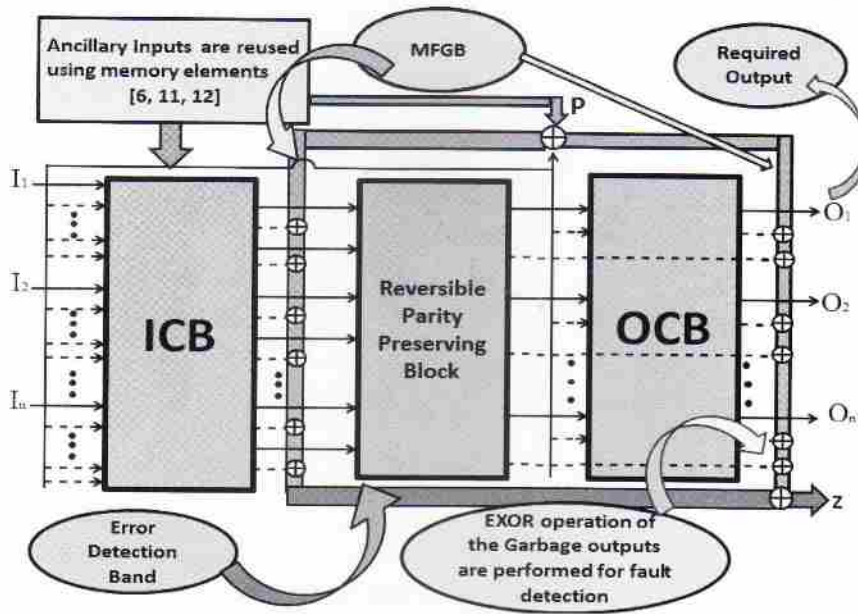 Ancillary Inputs are reused
using memory elements
[6, 11, 12]
MFGB
Required
Output
P
I1
I2
In
ICB
Reversible
Parity
Preserving
Block
OCB
O1
O2
On
z
Error
Detection
Band
EXOR operation of
the Garbage outputs
are performed for fault
detection